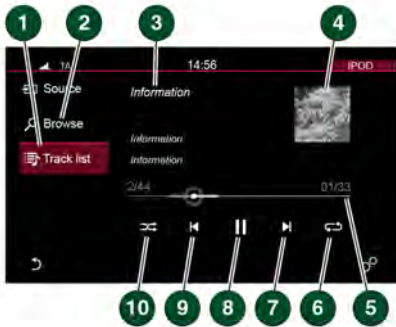 1 2 3 4
TA 14:56 IPOD
Source Information
Browse
Information
Track list Information
2/44 01/33
10 9 8 7 6 5